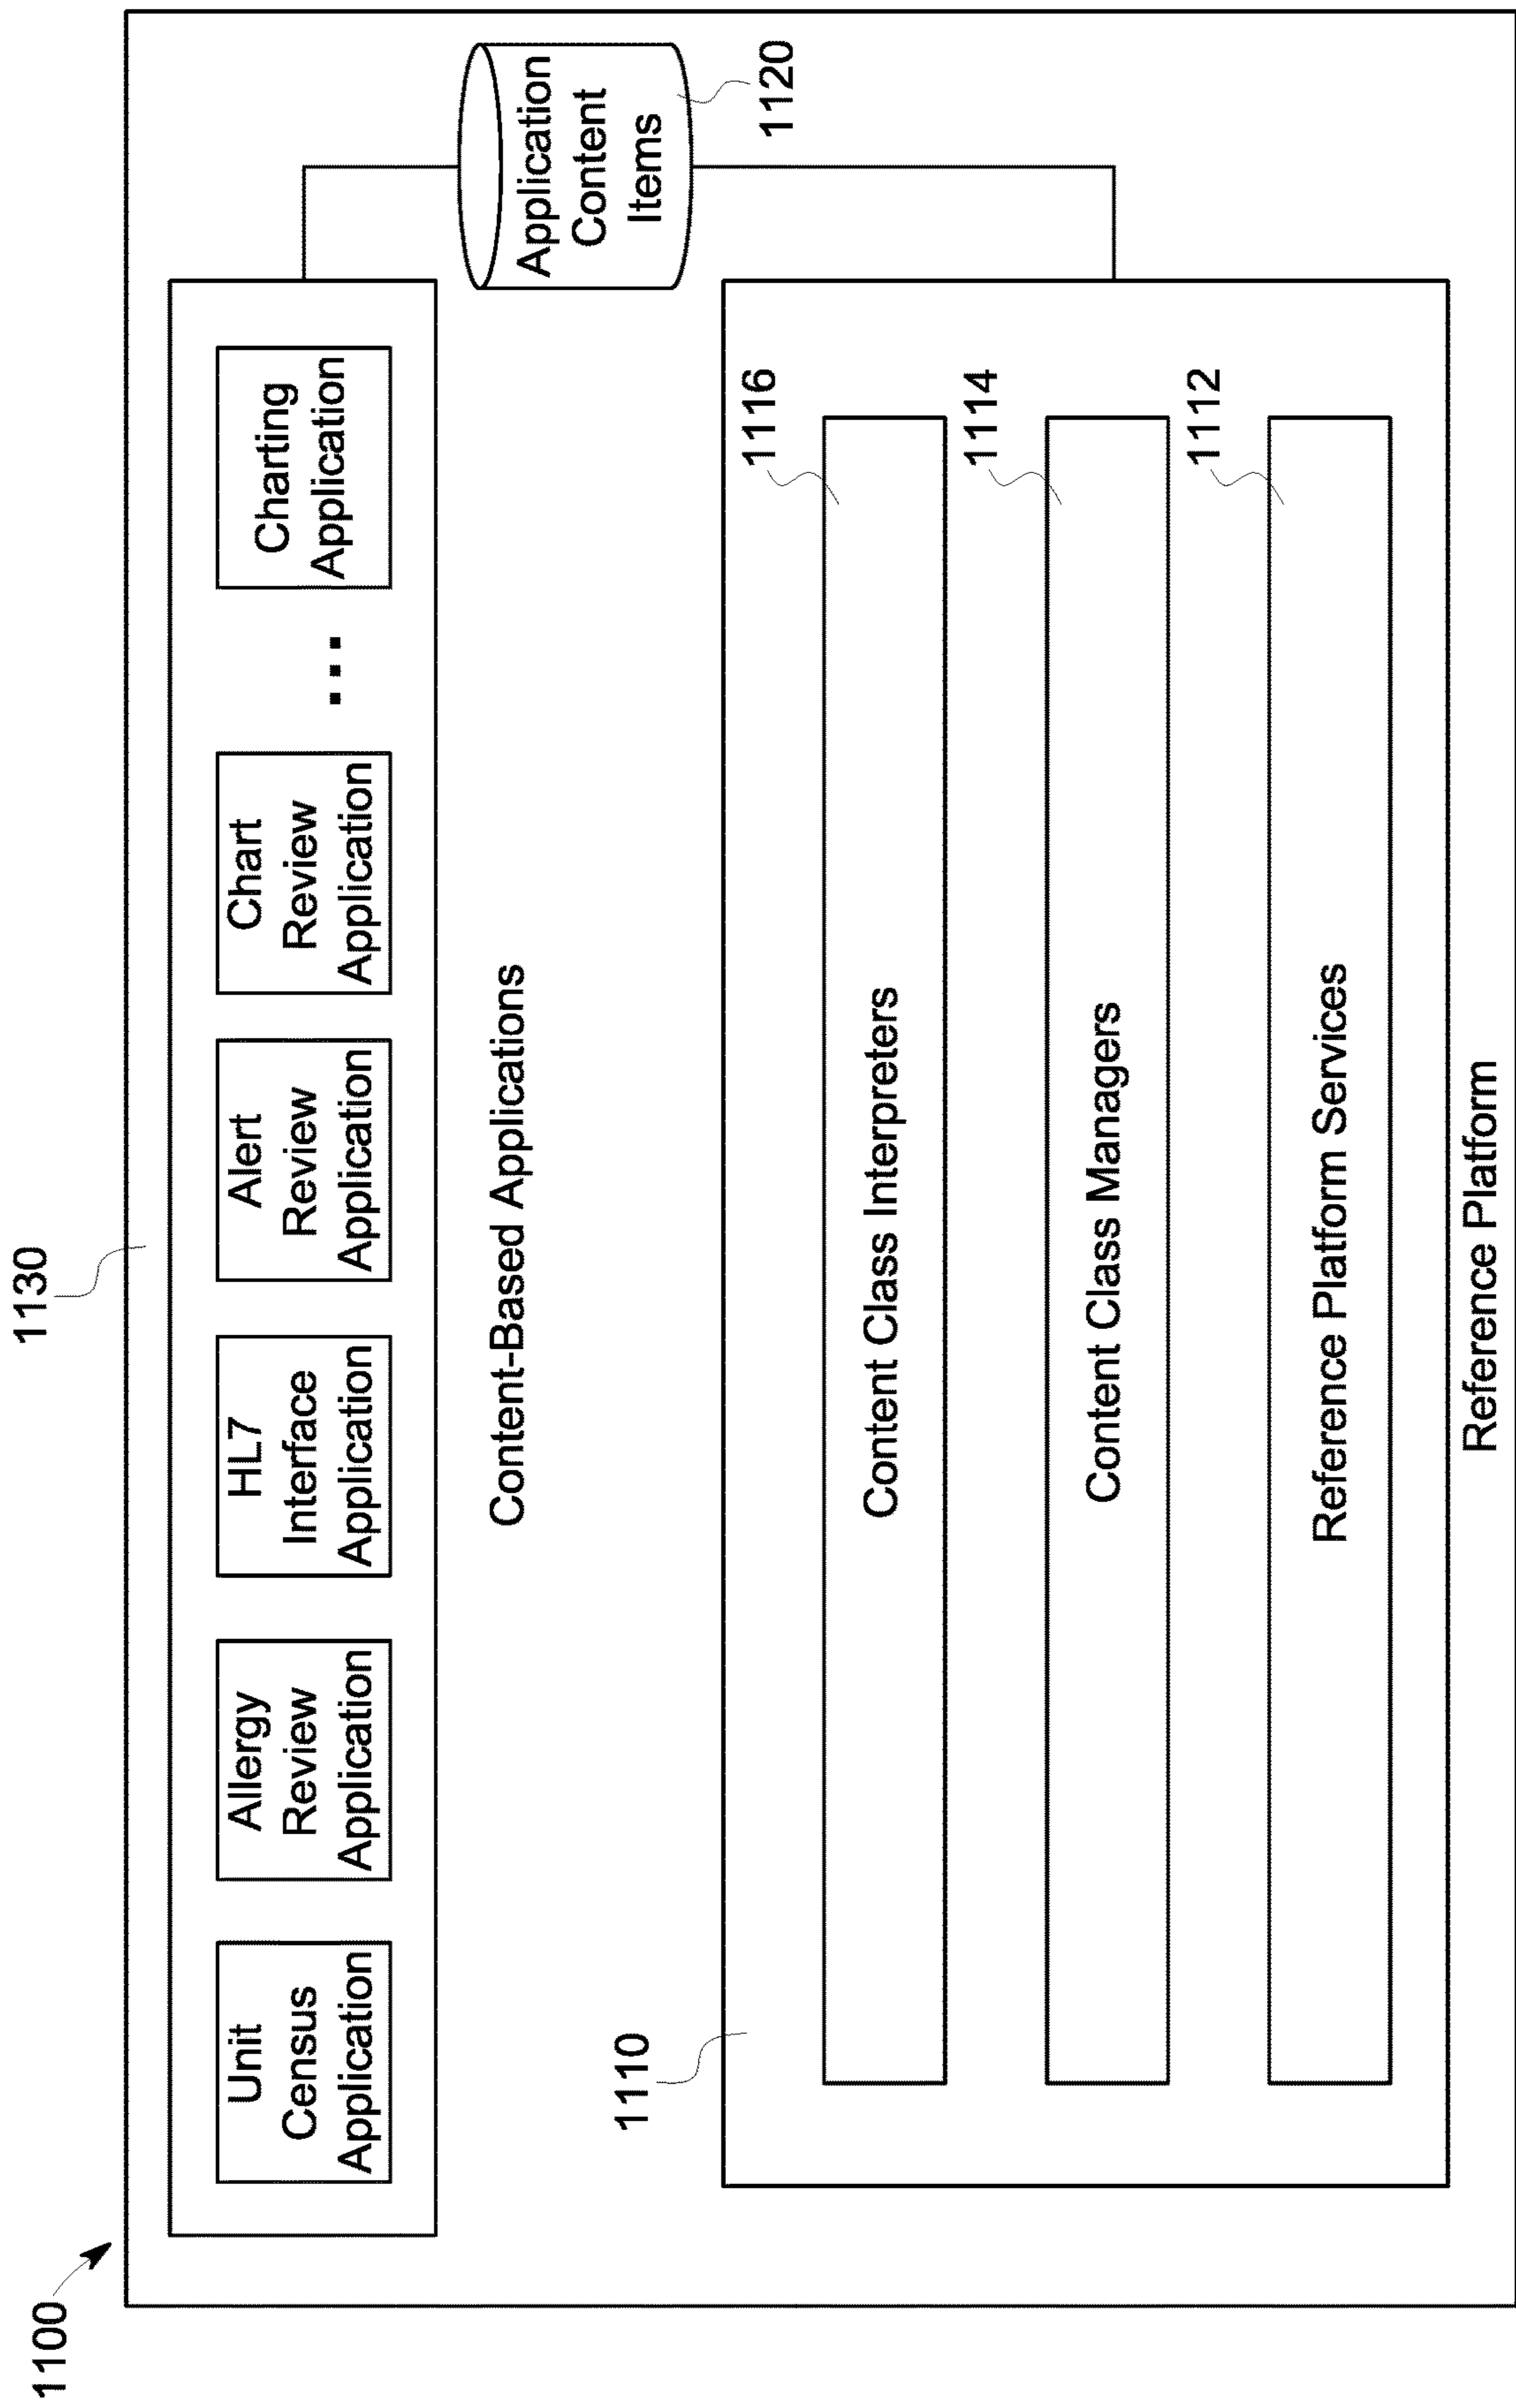 1100
1130
Unit
Census
Application
Allergy
Review
Application
HL7
Interface
Application
Alert
Review
Application
Chart
Review
Application
...
Charting
Application
Content-Based Applications
Application
Content
Items
1120
1110
1116
Content Class Interpreters
1114
Content Class Managers
1112
Reference Platform Services
Reference Platform